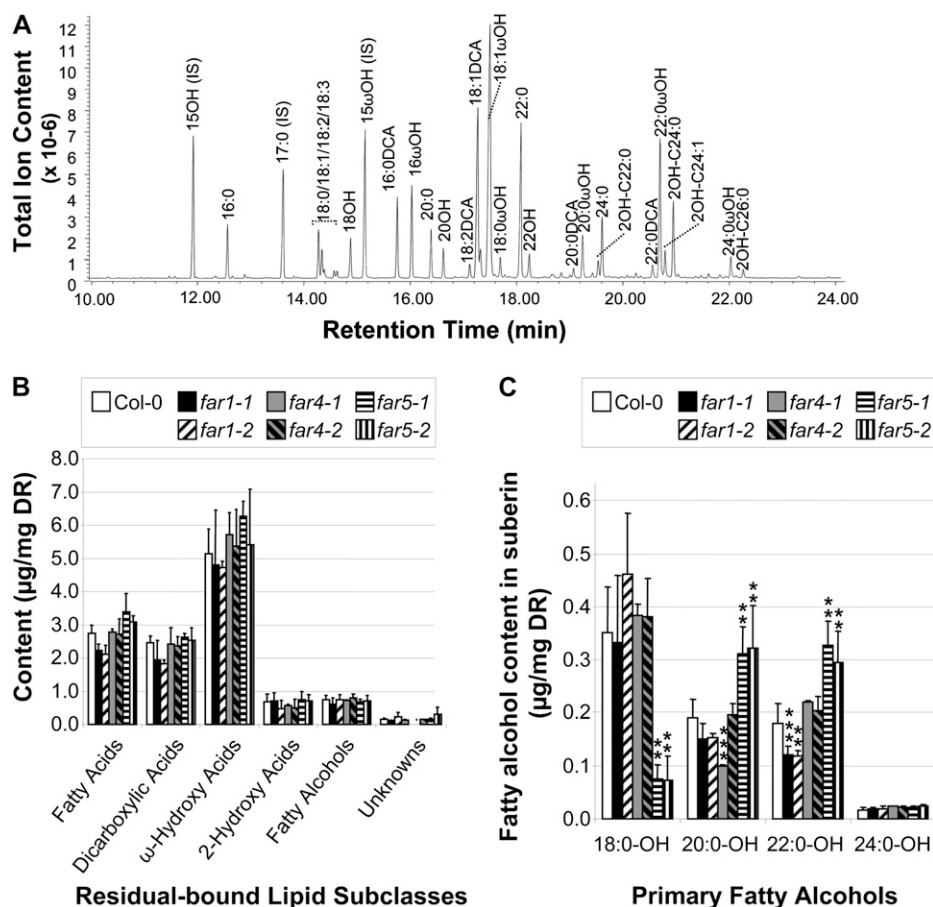 A
Total Ion Content
(x 10-6)
12
11
10
9
8
7
6
5
4
3
2
1
0
15OH (IS)
16:0
17:0 (IS)
18:0/18:1/18:2/18:3
18OH
15ωOH (IS)
16:0DCA
16ωOH
20:0
20OH
18:2DCA
18:1DCA
18:1ωOH
18:0ωOH
22:0
22OH
20:0DCA
20:0ωOH
24:0
2OH-C22:0
22:0DCA
22:0ωOH
2OH-C24:0
2OH-C24:1
24:0ωOH
2OH-C26:0
10.00 12.00 14.00 16.00 18.00 20.00 22.00 24.00
Retention Time (min)
B
Col-0 far1-1 far4-1 far5-1
far1-2 far4-2 far5-2
Content (µg/mg DR)
8.0
7.0
6.0
5.0
4.0
3.0
2.0
1.0
0.0
Fatty Acids
Dicarboxylic Acids
ω-Hydroxy Acids
2-Hydroxy Acids
Fatty Alcohols
Unknowns
Residual-bound Lipid Subclasses
C
Col-0 far1-1 far4-1 far5-1
far1-2 far4-2 far5-2
Fatty alcohol content in suberin
(µg/mg DR)
0.6
0.5
0.4
0.3
0.2
0.1
0.0
**
**
***
**
**
***
**
**
**
18:0-OH 20:0-OH 22:0-OH 24:0-OH
Primary Fatty Alcohols